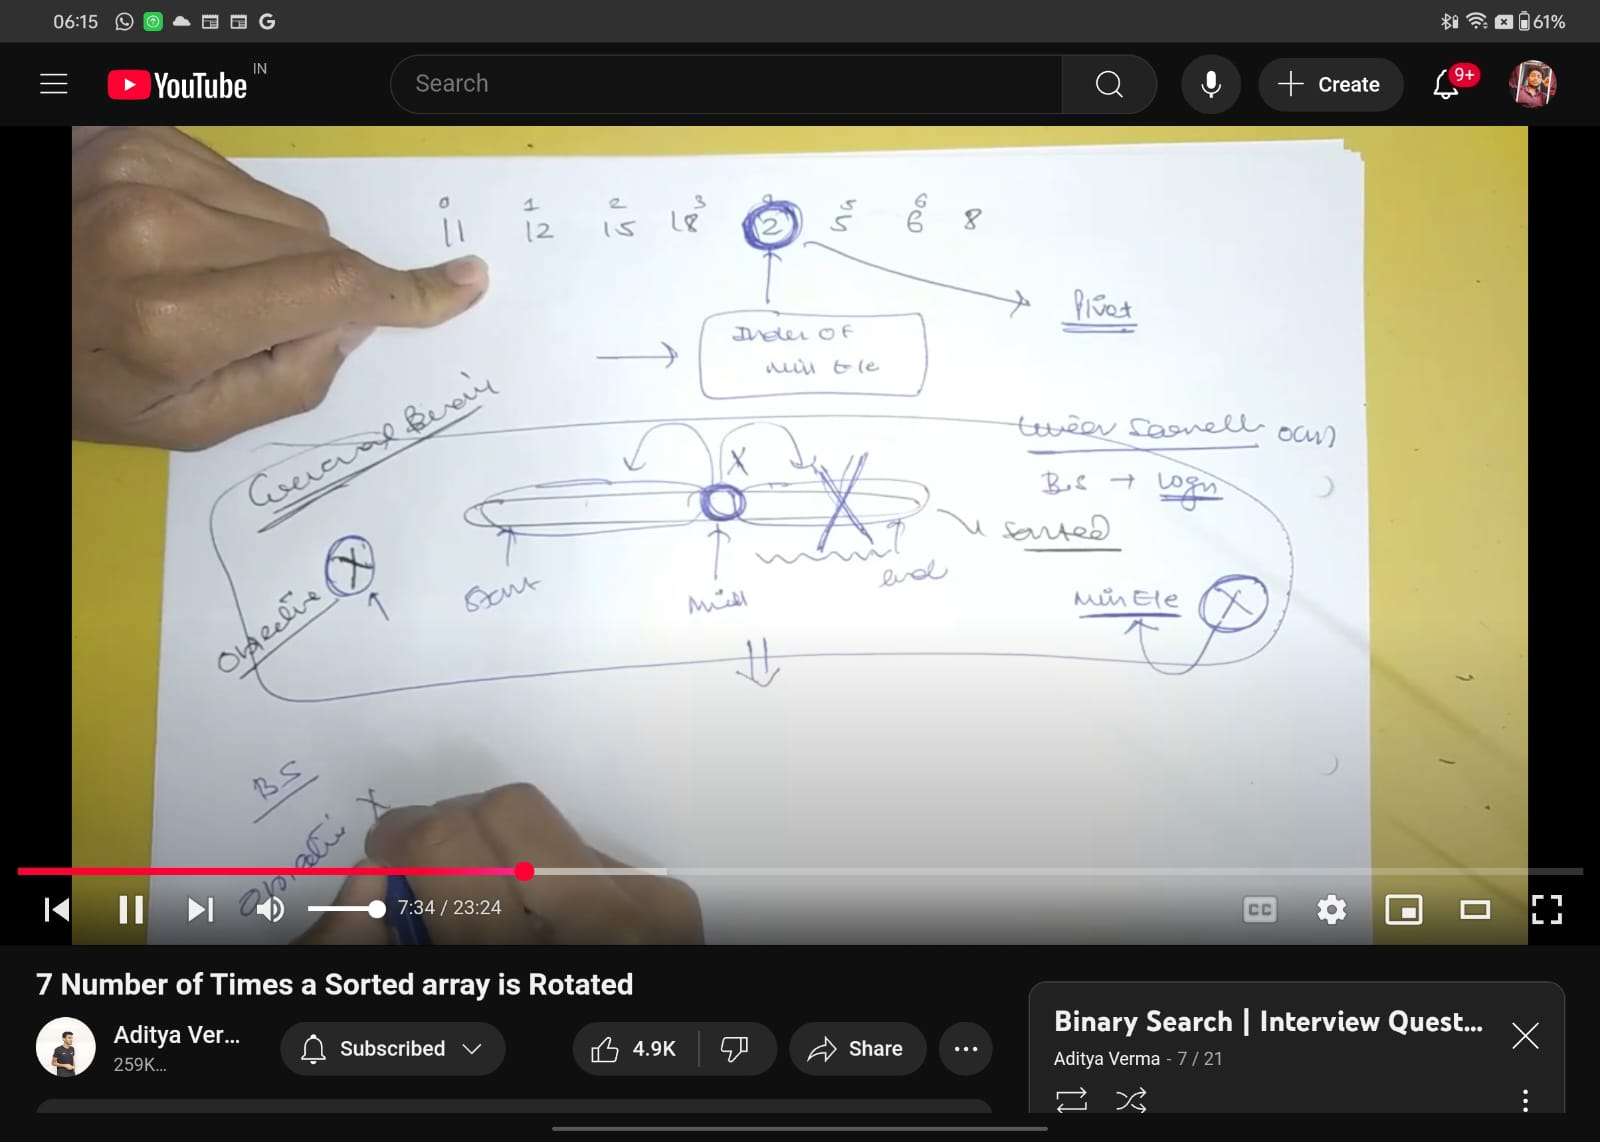 06:15 61%
YouTube IN
Search
Create
9+
0 1 2 3 4 5 6
11 12 15 18 2 5 6 8
Pivot
Index OF
Min Ele
Linear Search O(n)
B.S → Logn
X
sorted
Objective X
Start
Mid
end
Min Ele X
BS
Objective X
7:34 / 23:24
CC
7 Number of Times a Sorted array is Rotated
Aditya Ver...
259K...
Subscribed
4.9K
Share
Binary Search | Interview Quest...
Aditya Verma - 7 / 21